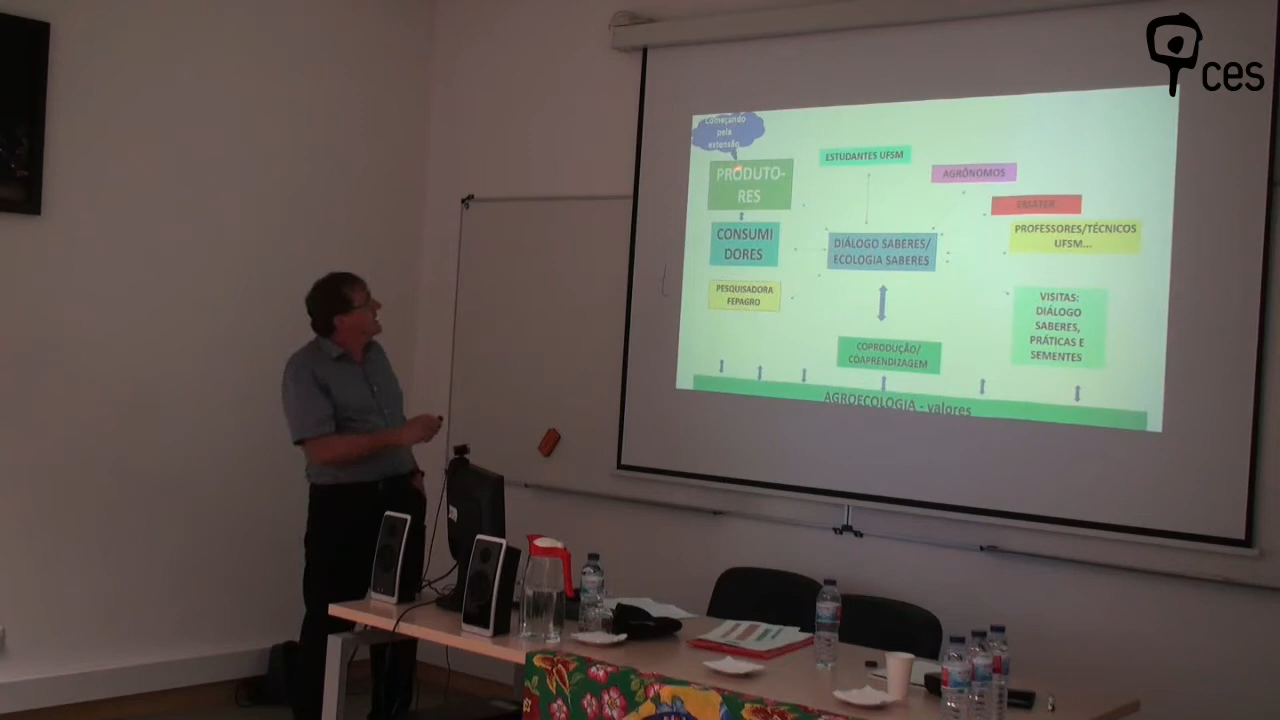 ces
Começando
pela
extensão
PRODUTO-
RES
ESTUDANTES UFSM
AGRÔNOMOS
EMATER
PROFESSORES/TÉCNICOS
UFSM...
CONSUMI
DORES
DIÁLOGO SABERES/
ECOLOGIA SABERES
PESQUISADORA
FEPAGRO
VISITAS:
DIÁLOGO
SABERES,
PRÁTICAS E
SEMENTES
COPRODUÇÃO/
COAPRENDIZAGEM
AGROECOLOGIA - valores